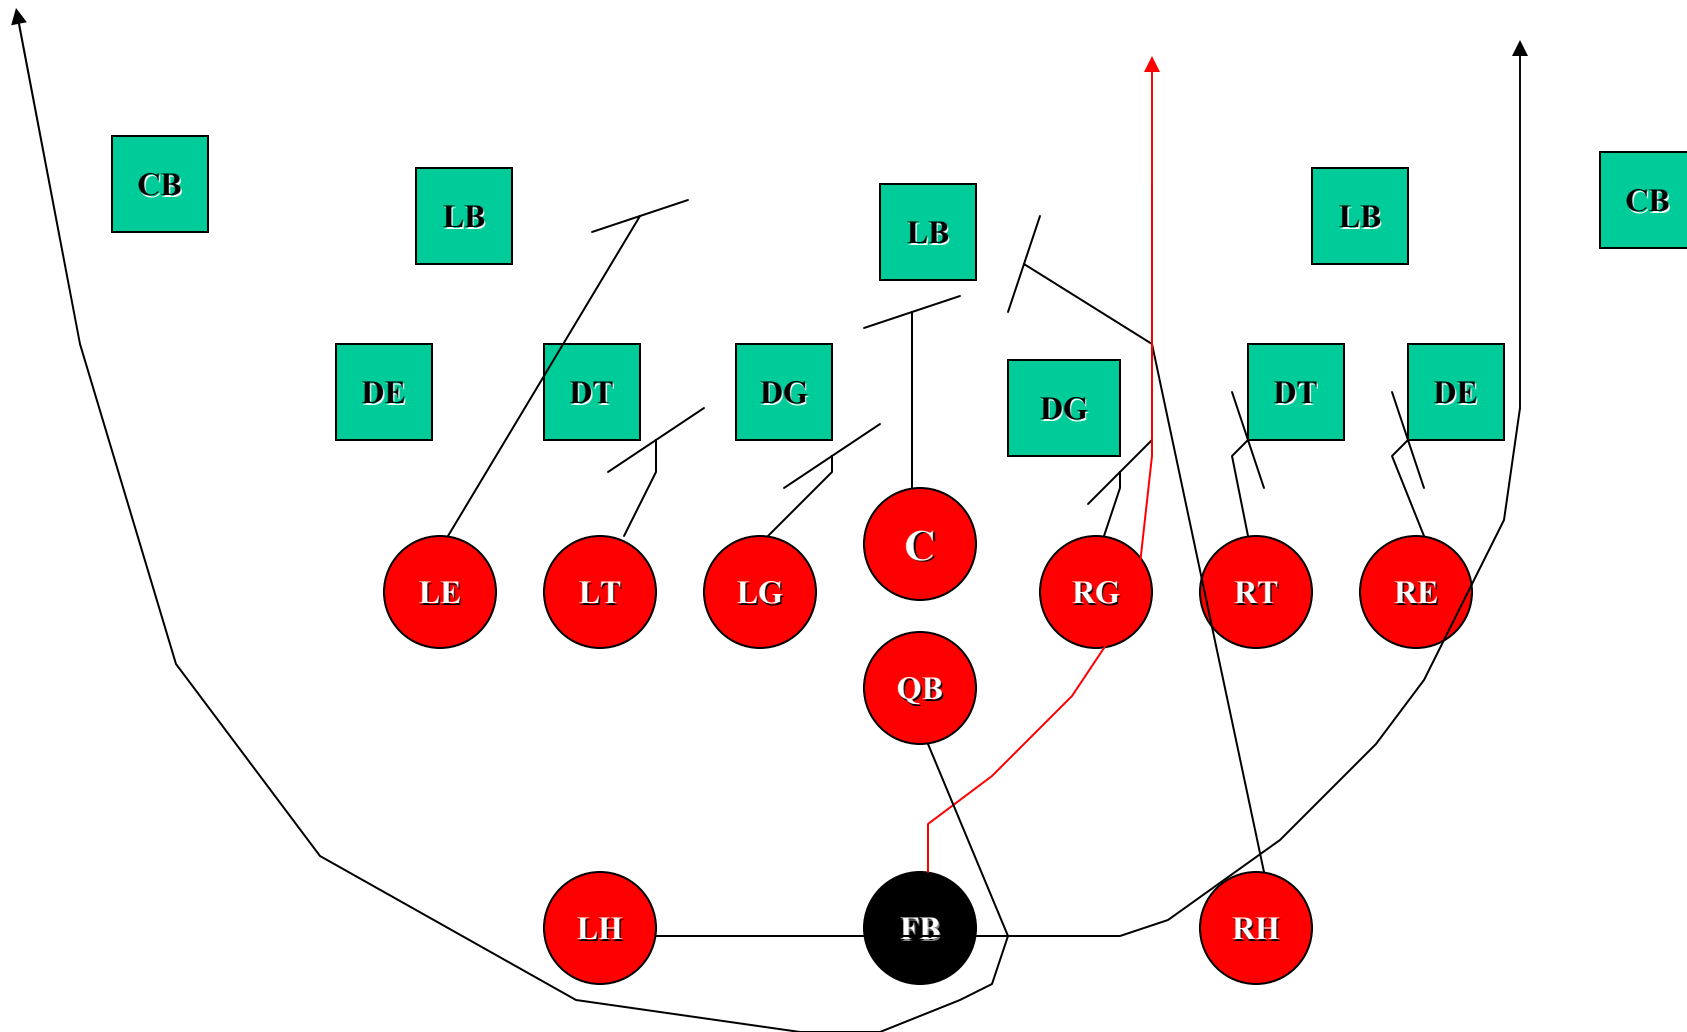 CB
LB
LB
LB
CB
DE
DT
DG
DG
DT
DE
LE
LT
LG
C
RG
RT
RE
QB
LH
FB
RH